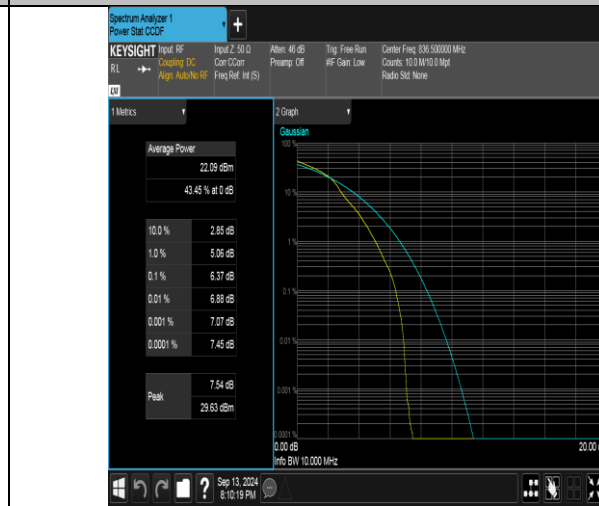 Spectrum Analyzer 1
Power Stat CCDF
+
KEYSIGHT Input: RF Input Z: 50 Ω Atten: 46 dB Trig: Free Run Center Freq: 836.500000 MHz
RL Coupling: DC Corr CCorr Preamp: Off #IF Gain: Low Counts: 10.0 M/10.0 Mpt
Align: Auto/No RF Freq Ref: Int (S) Radio Std: None
1 Metrics
2 Graph
Average Power
22.09 dBm
43.45 % at 0 dB
10.0 % 2.85 dB
1.0 % 5.06 dB
0.1 % 6.37 dB
0.01 % 6.88 dB
0.001 % 7.07 dB
0.0001 % 7.45 dB
Peak 7.54 dB
29.63 dBm
Gaussian
100 %
10 %
1 %
0.1 %
0.01 %
0.001 %
0.0001 %
0.00 dB 20.00
Info BW 10.000 MHz
? Sep 13, 2024
8:10:19 PM